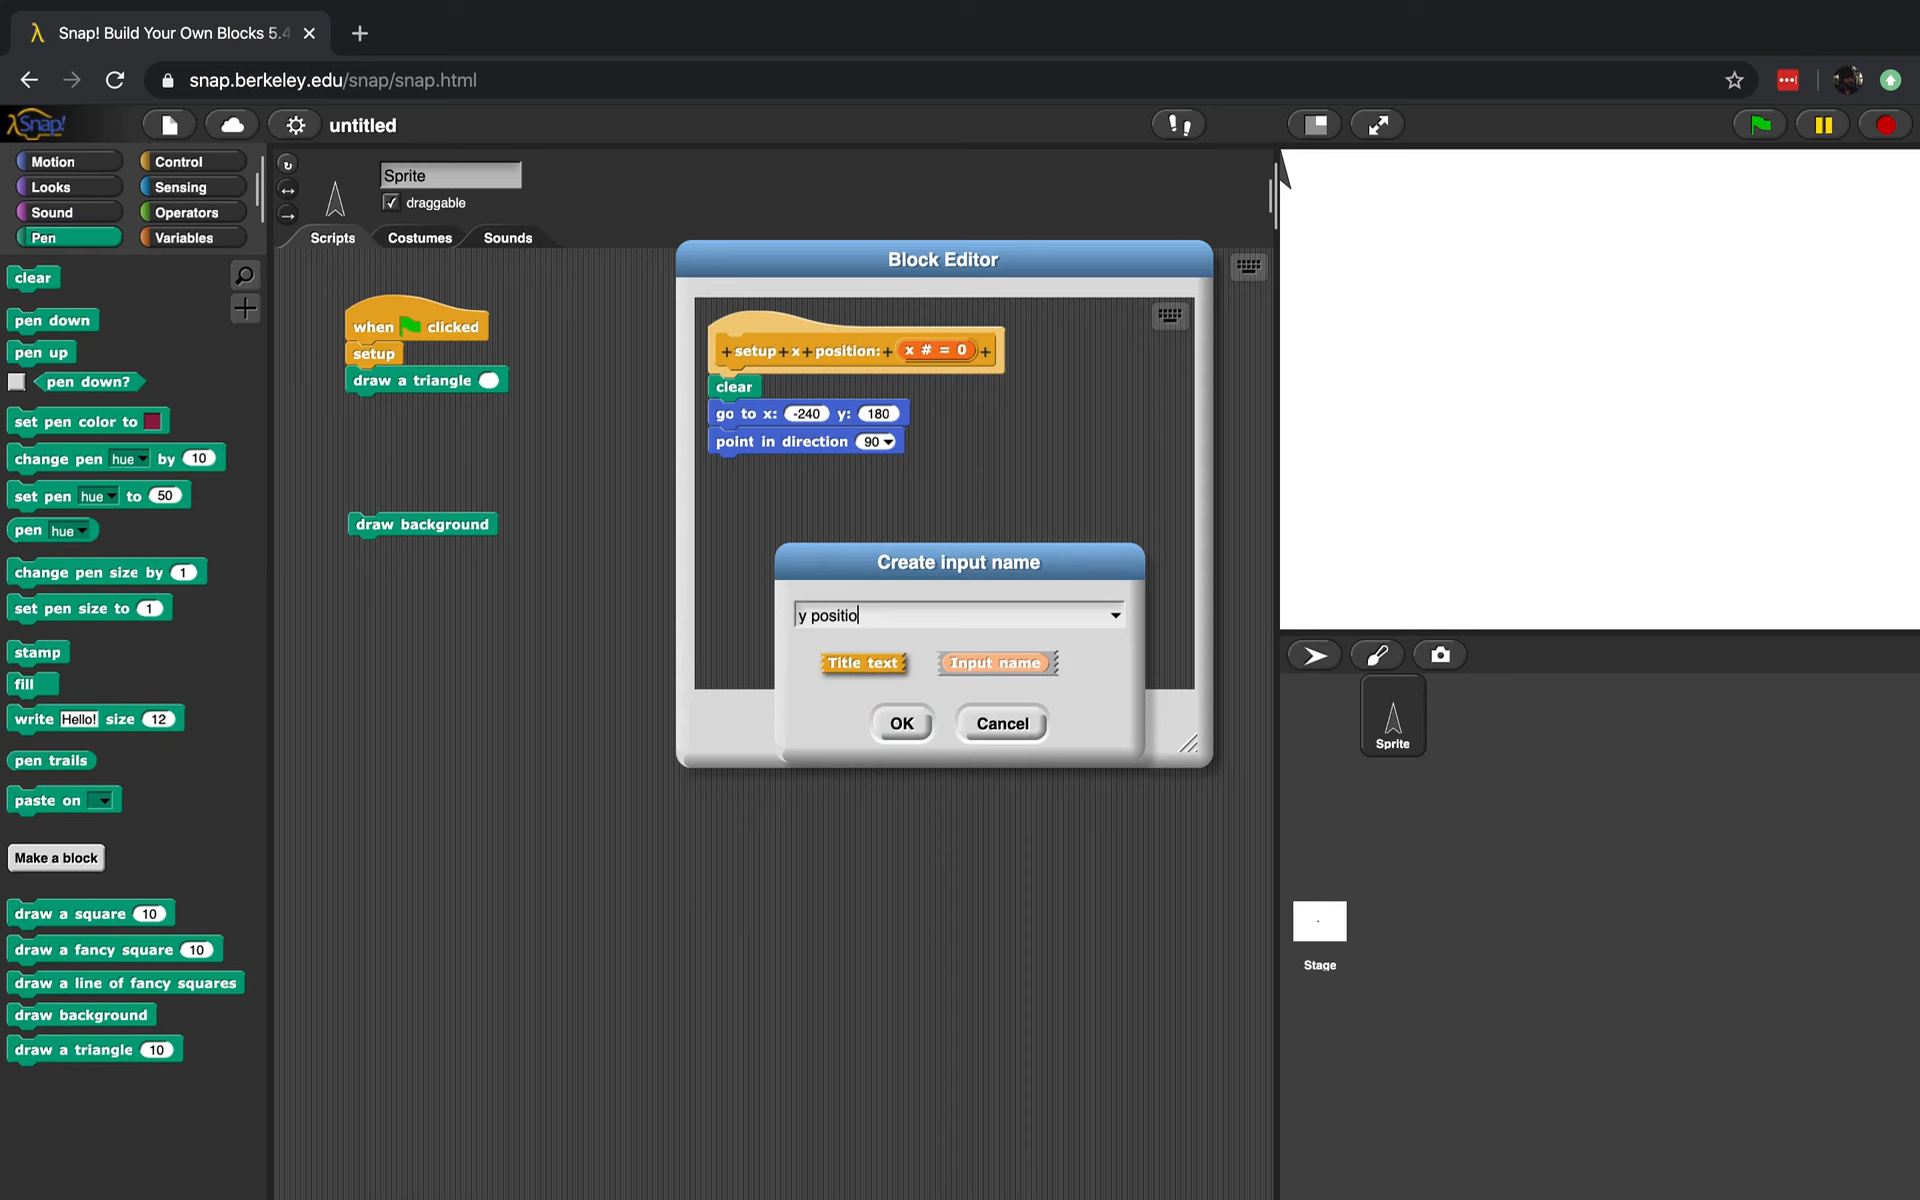 Snap! Build Your Own Blocks 5.4
snap.berkeley.edu/snap/snap.html
Snap!
untitled
Motion
Control
Looks
Sensing
Sound
Operators
Pen
Variables
Sprite
draggable
Scripts
Costumes
Sounds
clear
pen down
pen up
pen down?
set pen color to
change pen hue by 10
set pen hue to 50
pen hue
change pen size by 1
set pen size to 1
stamp
fill
write Hello! size 12
pen trails
paste on
Make a block
draw a square 10
draw a fancy square 10
draw a line of fancy squares
draw background
draw a triangle 10
when clicked
setup
draw a triangle
draw background
Block Editor
+ setup + x + position: + x # = 0 +
clear
go to x: -240 y: 180
point in direction 90
Create input name
y positio
Title text
Input name
OK
Cancel
Sprite
Stage